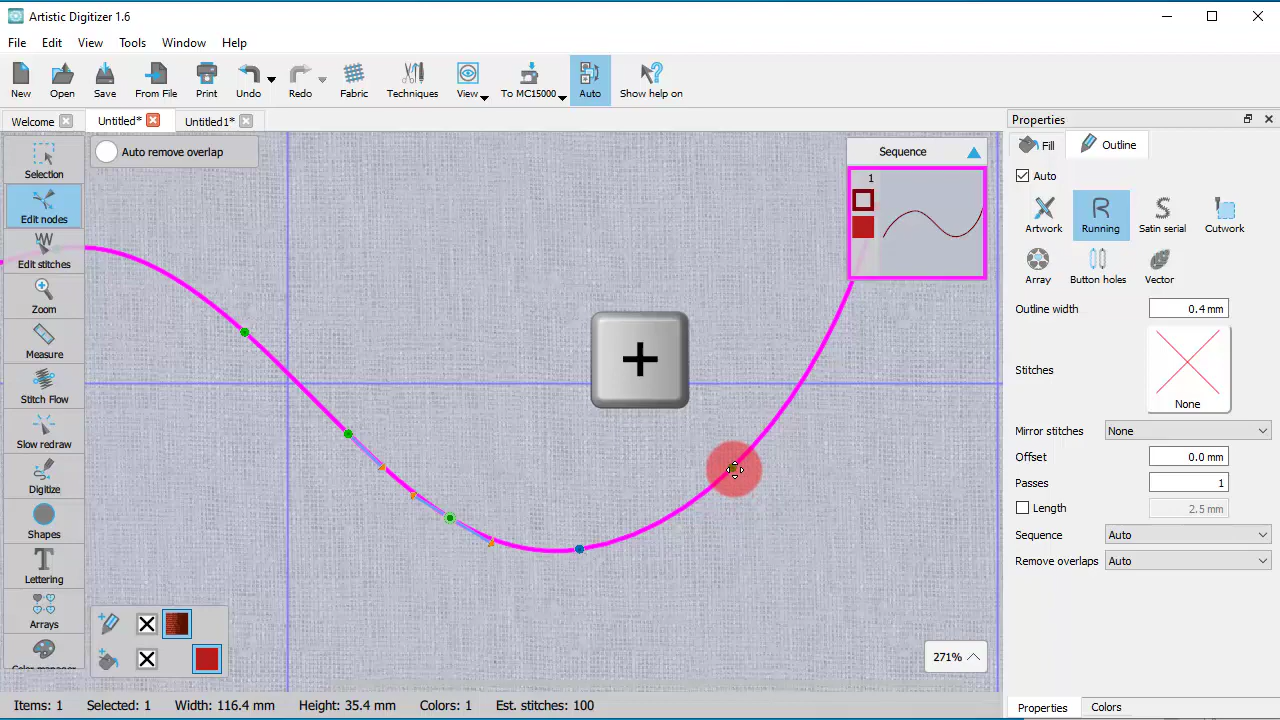 Artistic Digitizer 1.6
File Edit View Tools Window Help
New Open Save From File Print Undo Redo Fabric Techniques View To MC15000 Auto Show help on
Welcome Untitled* Untitled1*
Selection
Edit nodes
Edit stitches
Zoom
Measure
Stitch Flow
Slow redraw
Digitize
Shapes
Lettering
Arrays
Color manager
Auto remove overlap
Sequence
1
+
271%
Properties
Fill Outline
Auto
Artwork Running Satin serial Cutwork
Array Button holes Vector
Outline width 0.4 mm
Stitches None
Mirror stitches None
Offset 0.0 mm
Passes 1
Length 2.5 mm
Sequence Auto
Remove overlaps Auto
Properties Colors
Items: 1 Selected: 1 Width: 116.4 mm Height: 35.4 mm Colors: 1 Est. stitches: 100